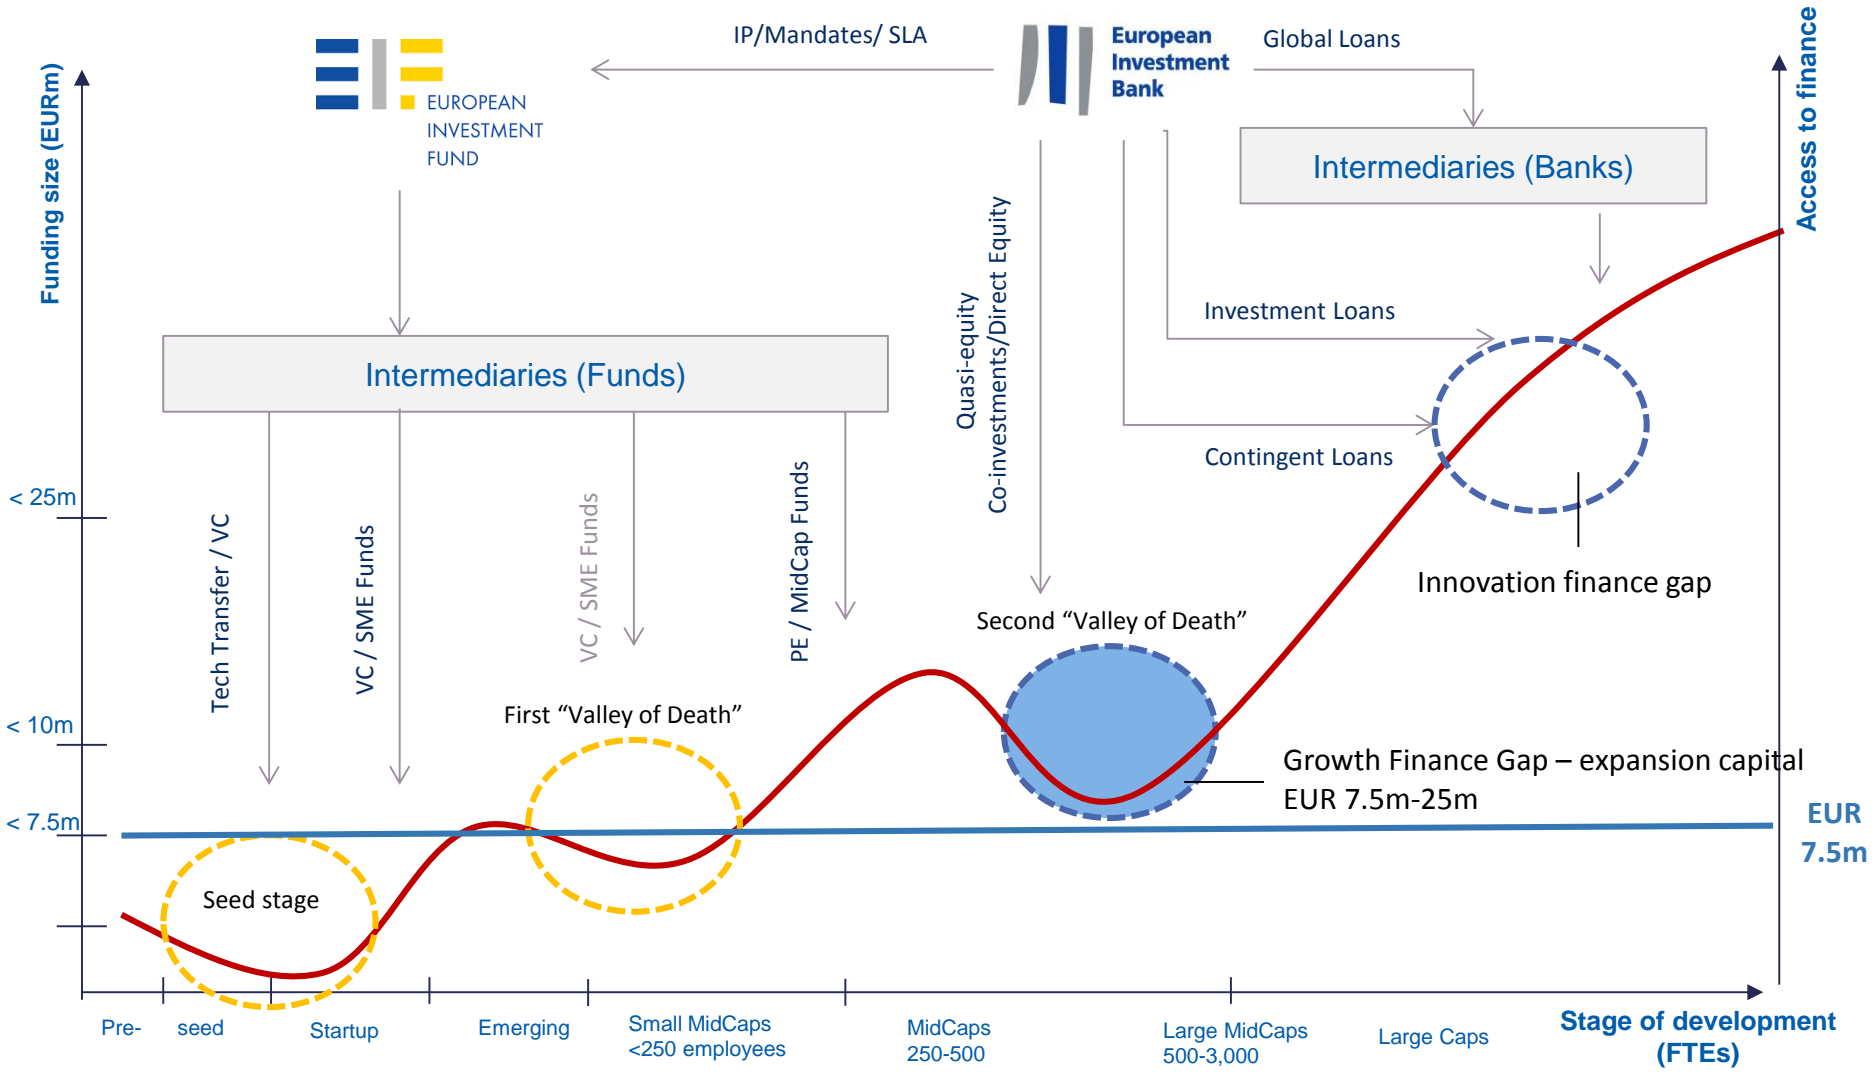 IP/Mandates/ SLA
European
Investment
Bank
Global Loans
EUROPEAN
INVESTMENT
FUND
Funding size (EURm)
Access to finance
Intermediaries (Banks)
Intermediaries (Funds)
Quasi-equity
Co-investments/Direct Equity
Investment Loans
Contingent Loans
< 25m
< 10m
< 7.5m
Tech Transfer / VC
VC / SME Funds
VC / SME Funds
PE / MidCap Funds
Innovation finance gap
Second “Valley of Death”
First “Valley of Death”
Growth Finance Gap – expansion capital
EUR 7.5m-25m
EUR
7.5m
Seed stage
Pre-
seed
Startup
Emerging
Small MidCaps
<250 employees
MidCaps
250-500
Large MidCaps
500-3,000
Large Caps
Stage of development
(FTEs)